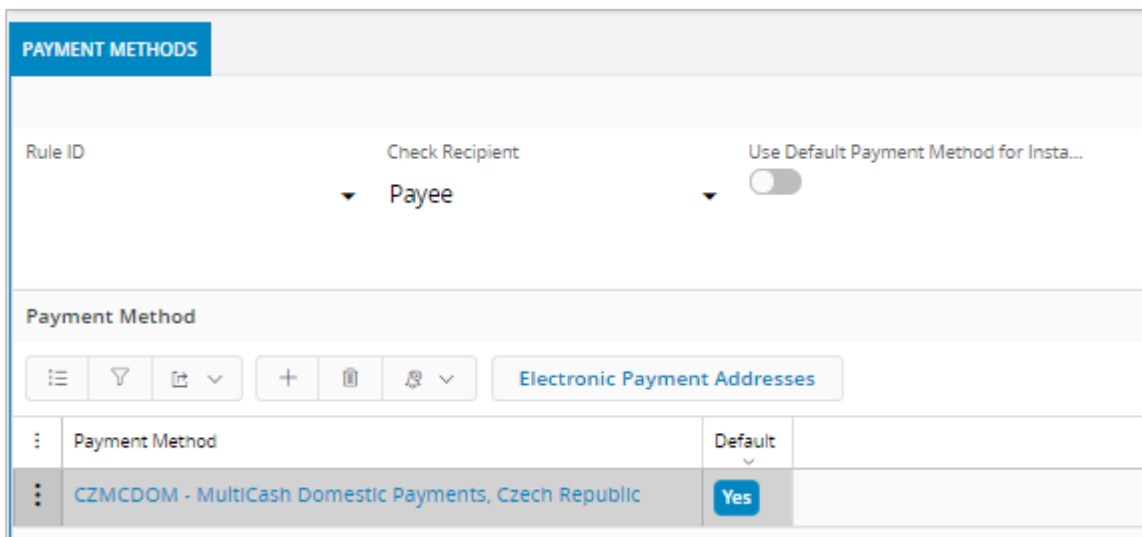 PAYMENT METHODS
Rule ID
Check Recipient
Use Default Payment Method for Insta...
Payee
Payment Method
Electronic Payment Addresses
Payment Method
Default
CZMCDOM - MultiCash Domestic Payments, Czech Republic
Yes